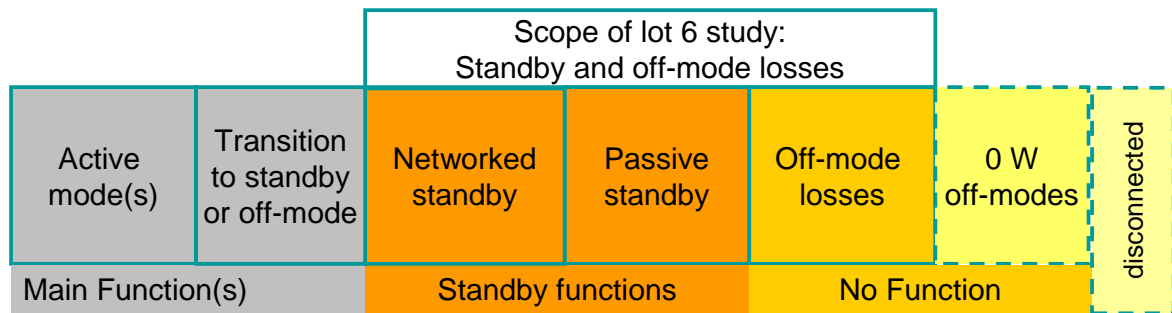 Scope of lot 6 study:
Standby and off-mode losses
Active
mode(s)
Transition
to standby
or off-mode
Networked
standby
Passive
standby
Off-mode
losses
0 W
off-modes
disconnected
Main Function(s)
Standby functions
No Function